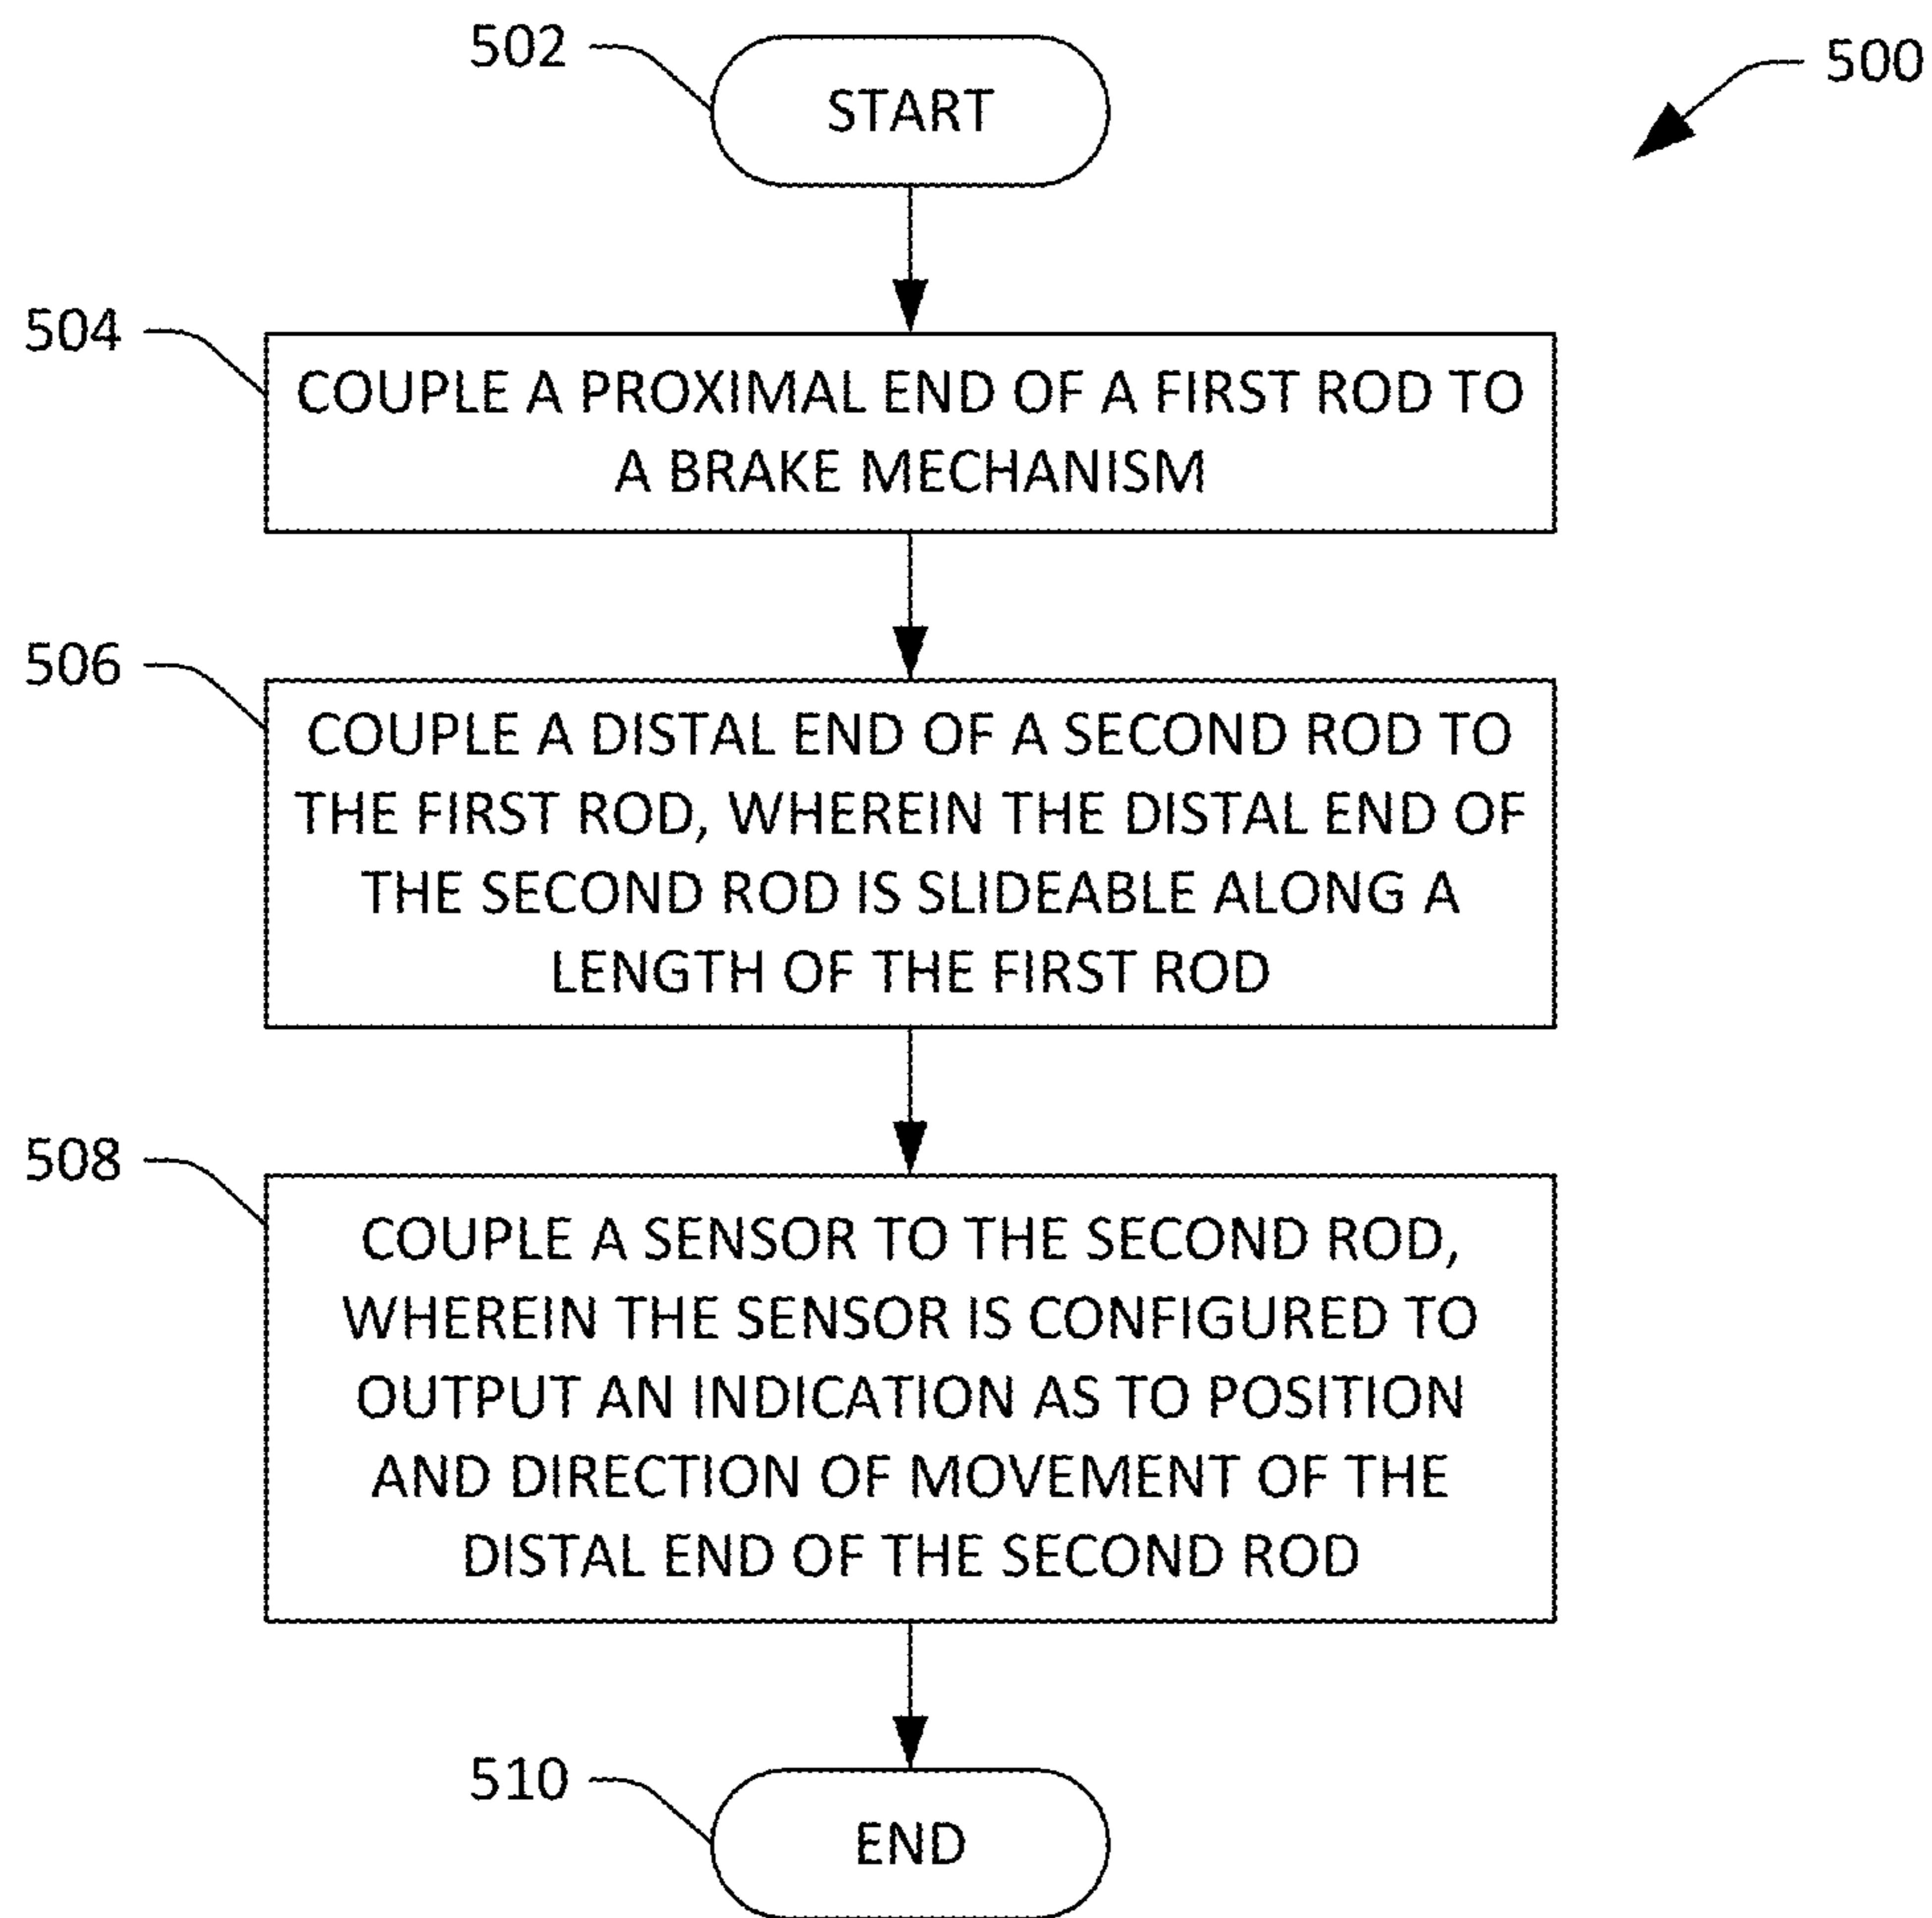 502
START
500
504
COUPLE A PROXIMAL END OF A FIRST ROD TO
A BRAKE MECHANISM
506
COUPLE A DISTAL END OF A SECOND ROD TO
THE FIRST ROD, WHEREIN THE DISTAL END OF
THE SECOND ROD IS SLIDEABLE ALONG A
LENGTH OF THE FIRST ROD
508
COUPLE A SENSOR TO THE SECOND ROD,
WHEREIN THE SENSOR IS CONFIGURED TO
OUTPUT AN INDICATION AS TO POSITION
AND DIRECTION OF MOVEMENT OF THE
DISTAL END OF THE SECOND ROD
510
END